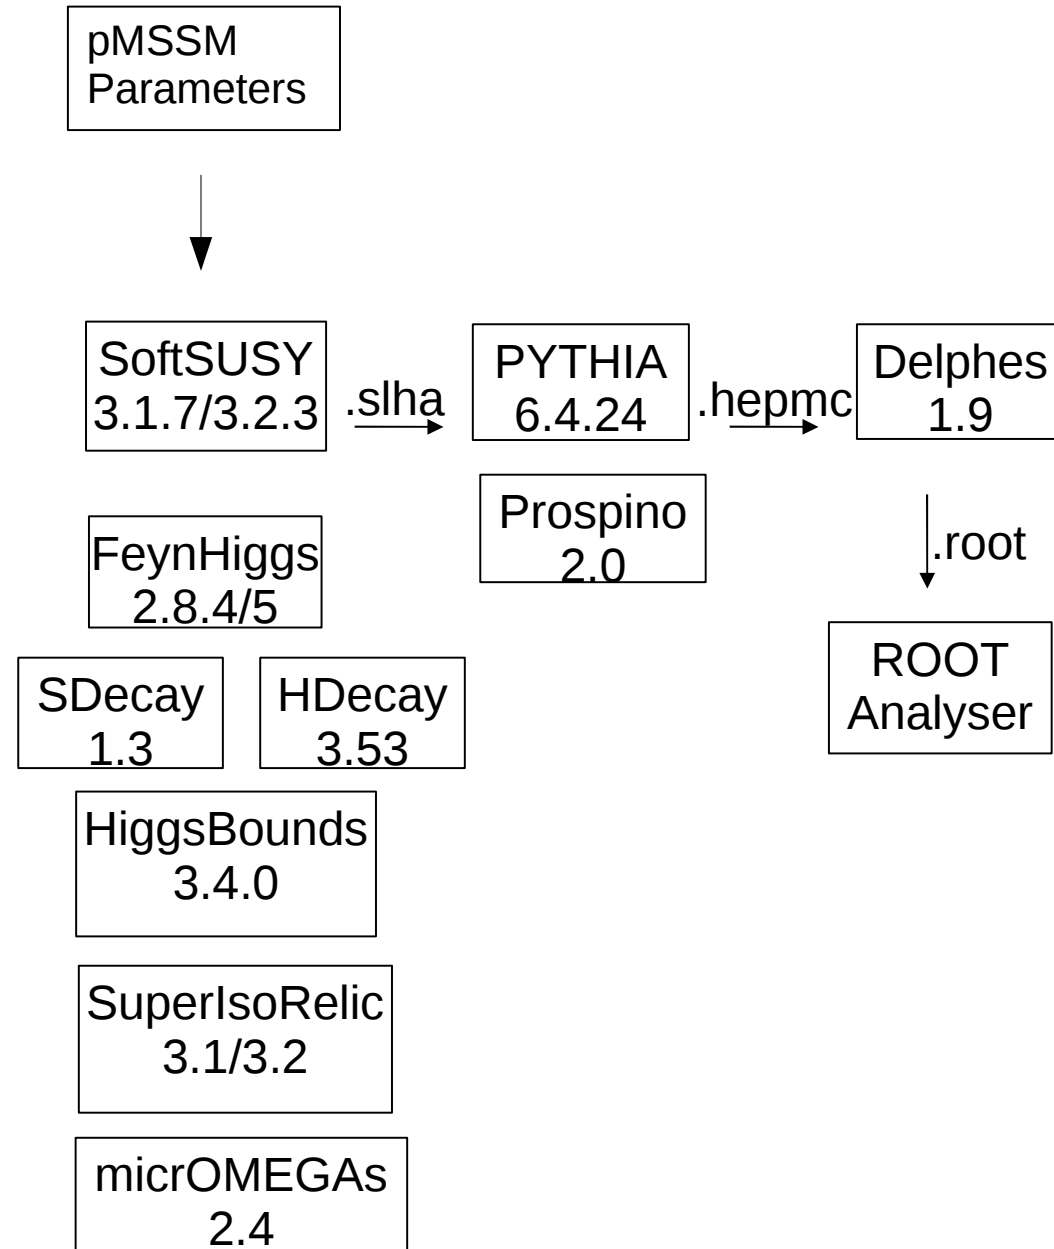 pMSSM
Parameters
SoftSUSY
3.1.7/3.2.3
.slha
PYTHIA
6.4.24
.hepmc
Delphes
1.9
Prospino
2.0
.root
FeynHiggs
2.8.4/5
ROOT
Analyser
SDecay
1.3
HDecay
3.53
HiggsBounds
3.4.0
SuperIsoRelic
3.1/3.2
micrOMEGAs
2.4